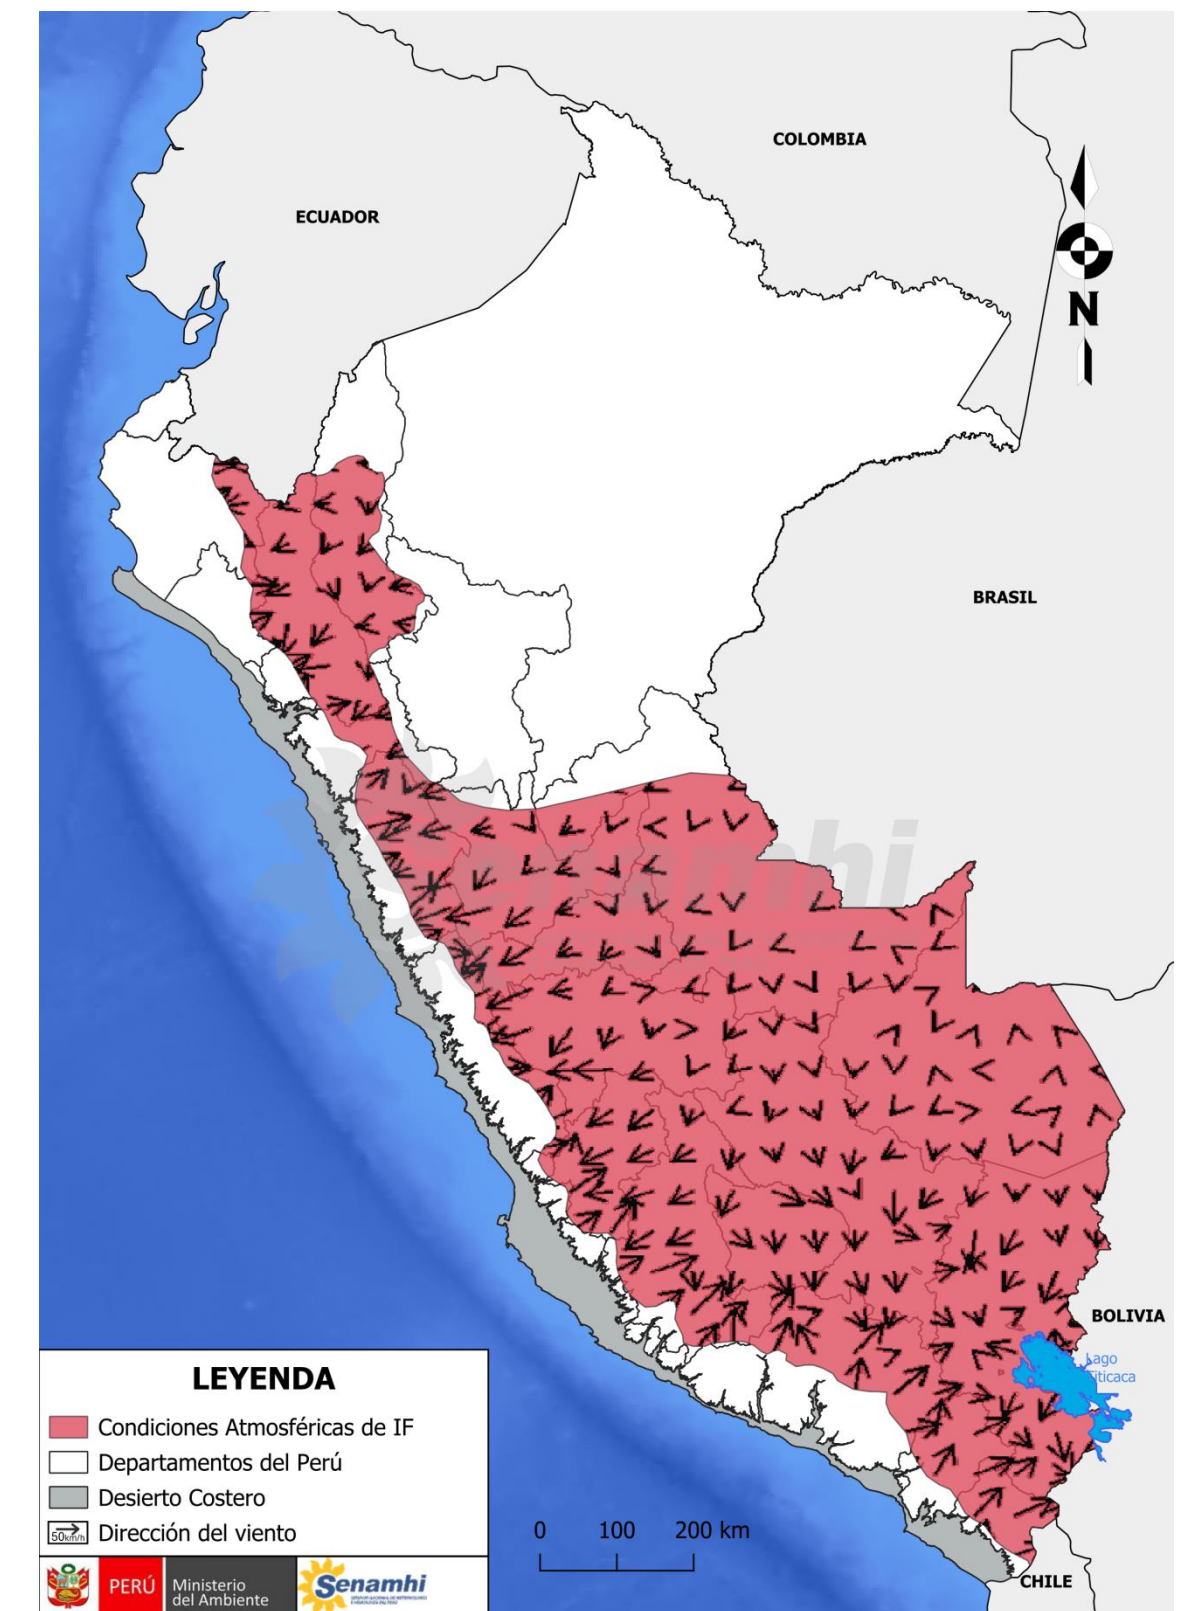 COLOMBIA
ECUADOR
N
BRASIL
senamhi
BOLIVIA
Lago
Titicaca
LEYENDA
Condiciones Atmosféricas de IF
Departamentos del Perú
Desierto Costero
50km/h Dirección del viento
0 100 200 km
PERÚ
Ministerio
del Ambiente
Senamhi
CHILE